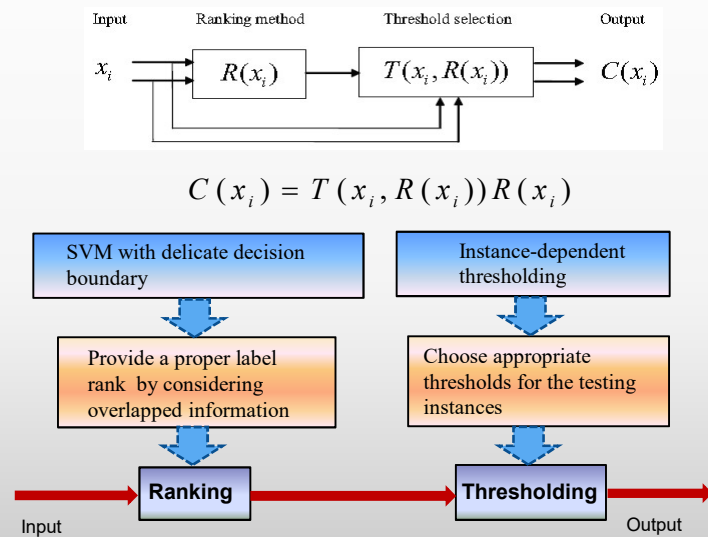 Input Ranking method Threshold selection Output
x_i R(x_i) T(x_i, R(x_i)) C(x_i)
C(x_i) = T(x_i, R(x_i))R(x_i)
SVM with delicate decision
boundary
Instance-dependent
thresholding
Provide a proper label
rank by considering
overlapped information
Choose appropriate
thresholds for the testing
instances
Ranking
Thresholding
Input
Output